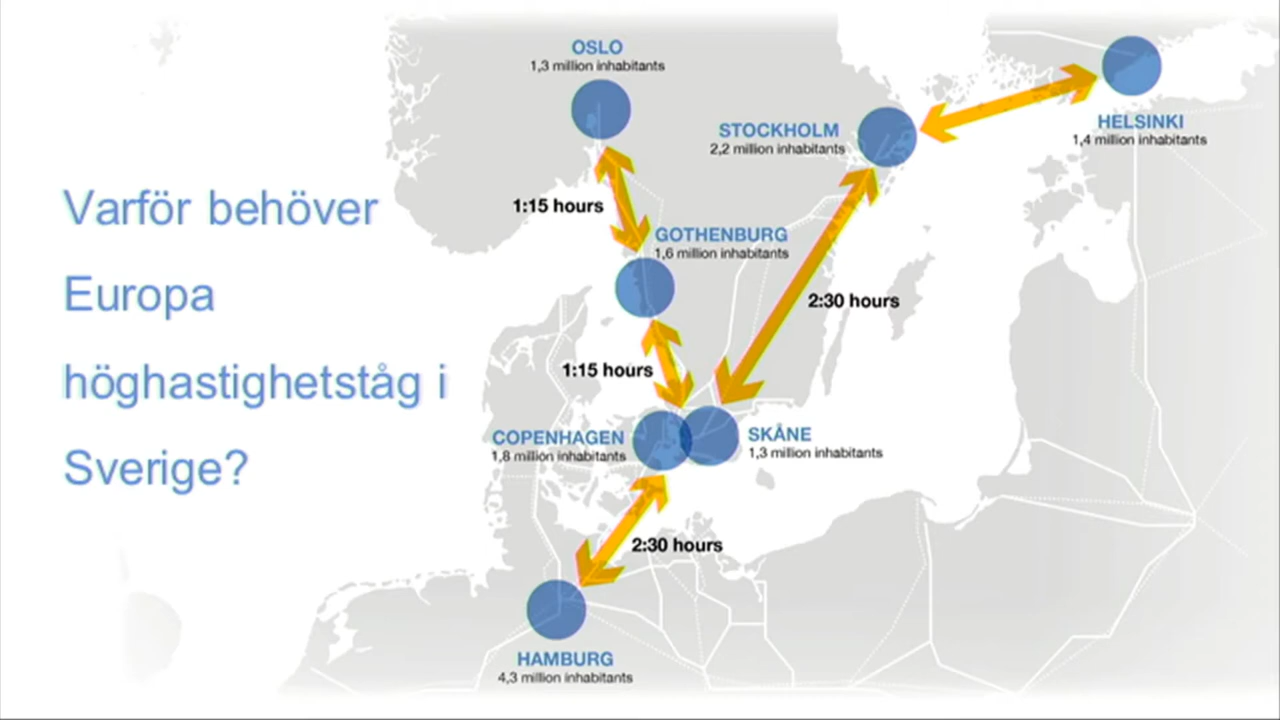 Varför behöver
Europa
höghastighetståg i
Sverige?
OSLO
1,3 million inhabitants
STOCKHOLM
2,2 million inhabitants
HELSINKI
1,4 million inhabitants
1:15 hours
GOTHENBURG
1,6 million inhabitants
2:30 hours
1:15 hours
COPENHAGEN
1,8 million inhabitants
SKÅNE
1,3 million inhabitants
2:30 hours
HAMBURG
4,3 million inhabitants